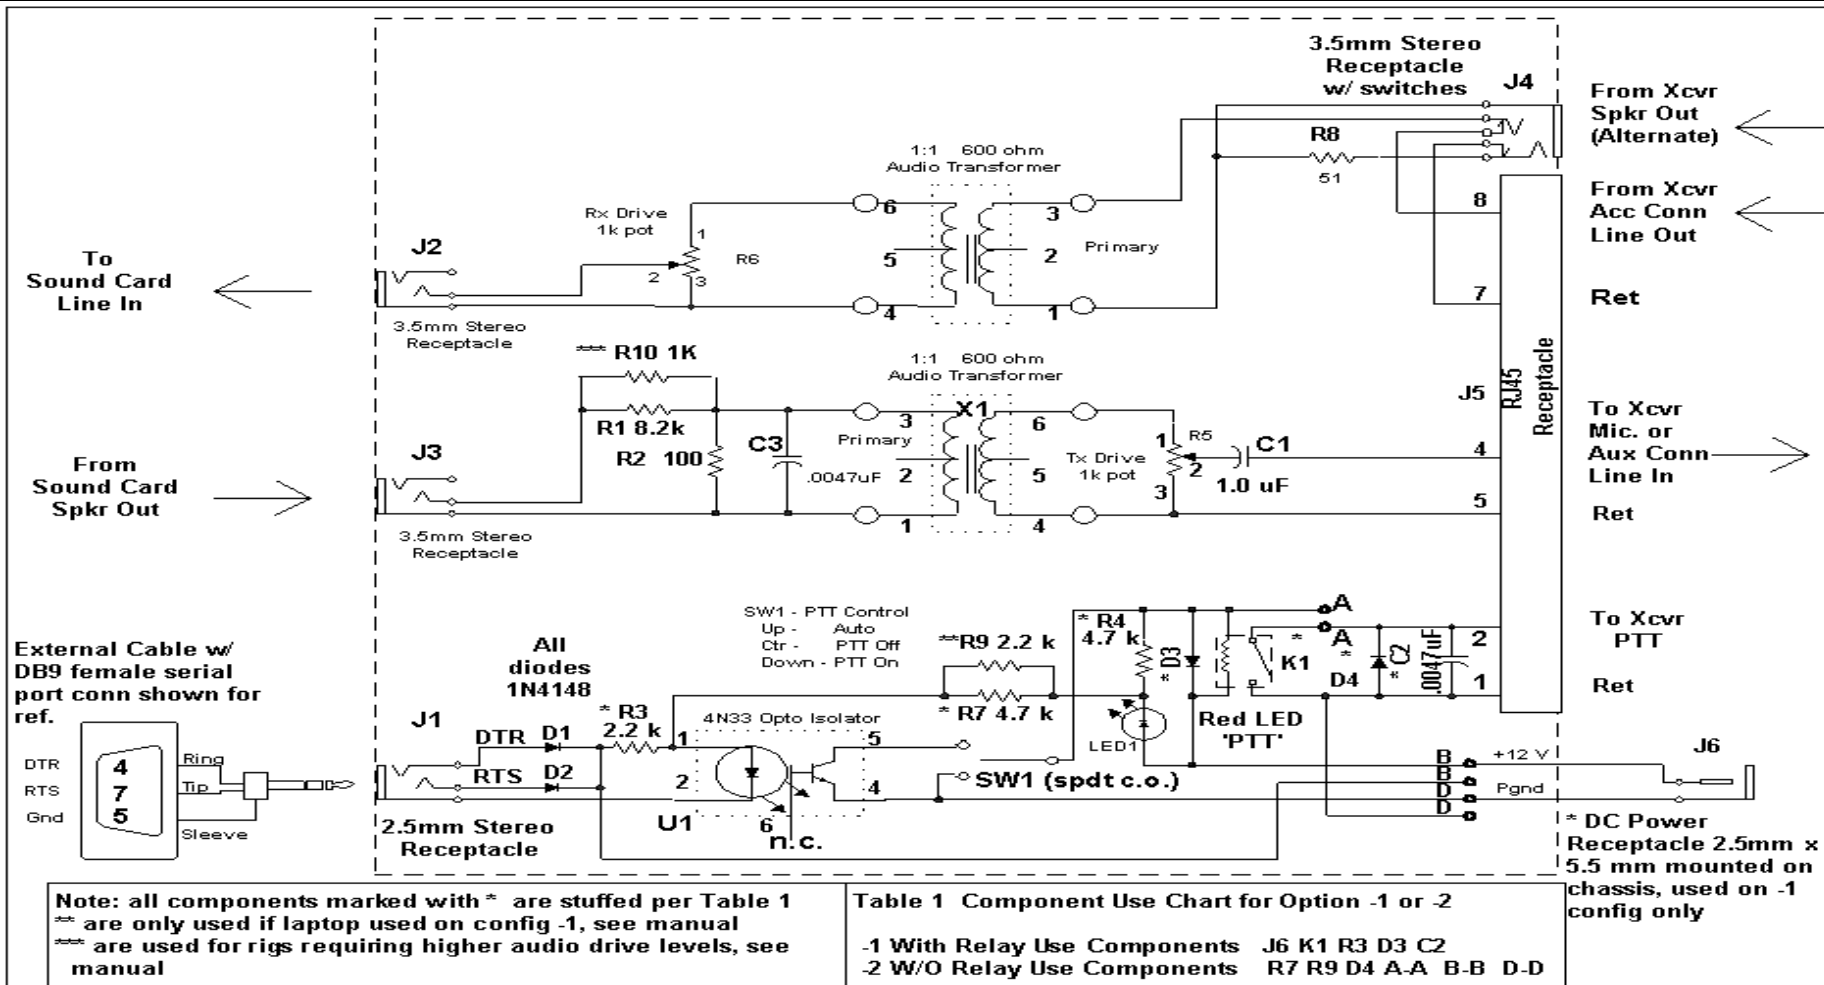 3.5mm Stereo
Receptacle
w/ switches
J4
From Xcvr
Spkr Out
(Alternate)
R8
51
1:1 600 ohm
Audio Transformer
From Xcvr
Acc Conn
Line Out
8
6
3
Rx Drive
1k pot
1
R6
2
3
5
2
Primary
J2
To
Sound Card
Line In
4
1
7
Ret
3.5mm Stereo
Receptacle
*** R10 1K
1:1 600 ohm
Audio Transformer
X1
RJ45
Receptacle
J5
R1 8.2k
R2 100
C3
.0047uF
3
Primary
2
6
5
Tx Drive
1k pot
1
R5
2
3
C1
1.0 uF
4
To Xcvr
Mic. or
Aux Conn
Line In
J3
From
Sound Card
Spkr Out
1
4
5
Ret
3.5mm Stereo
Receptacle
SW1 - PTT Control
Up - Auto
Ctr - PTT Off
Down - PTT On
**R9 2.2 k
* R4
4.7 k
* D3
*
K1
A
A
*
D4
*
C2
.0047uF
2
To Xcvr
PTT
1
Ret
External Cable w/
DB9 female serial
port conn shown for
ref.
All
diodes
1N4148
J1
* R3
2.2 k
* R7 4.7 k
4N33 Opto Isolator
Red LED
'PTT'
LED1
DTR D1
RTS D2
1
5
2
4
6
n.c.
U1
SW1 (spdt c.o.)
B
B
D
D
+12 V
Pgnd
J6
DTR
RTS
Gnd
4
7
5
Ring
Tip
Sleeve
2.5mm Stereo
Receptacle
* DC Power
Receptacle 2.5mm x
5.5 mm mounted on
chassis, used on -1
config only
Note: all components marked with * are stuffed per Table 1
** are only used if laptop used on config -1, see manual
*** are used for rigs requiring higher audio drive levels, see
manual
Table 1 Component Use Chart for Option -1 or -2
-1 With Relay Use Components J6 K1 R3 D3 C2
-2 W/O Relay Use Components R7 R9 D4 A-A B-B D-D